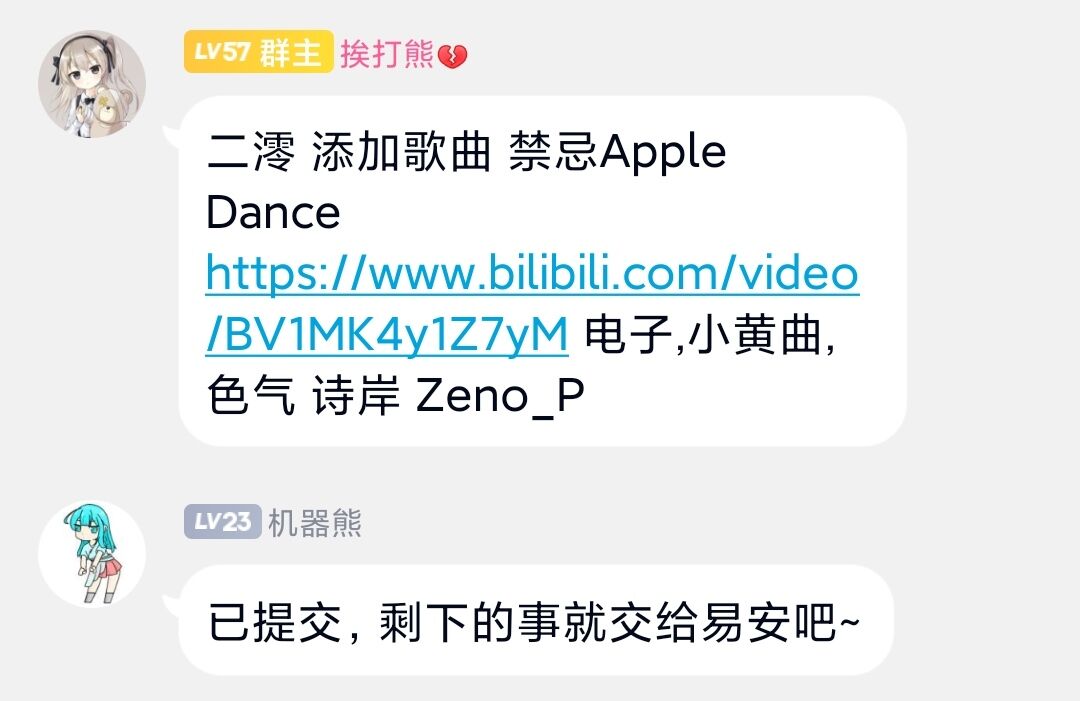 LV57 群主 挨打熊💔
二澪 添加歌曲 禁忌Apple
Dance
https://www.bilibili.com/video
/BV1MK4y1Z7yM 电子,小黄曲,
色气 诗岸 Zeno_P
LV23 机器熊
已提交，剩下的事就交给易安吧~